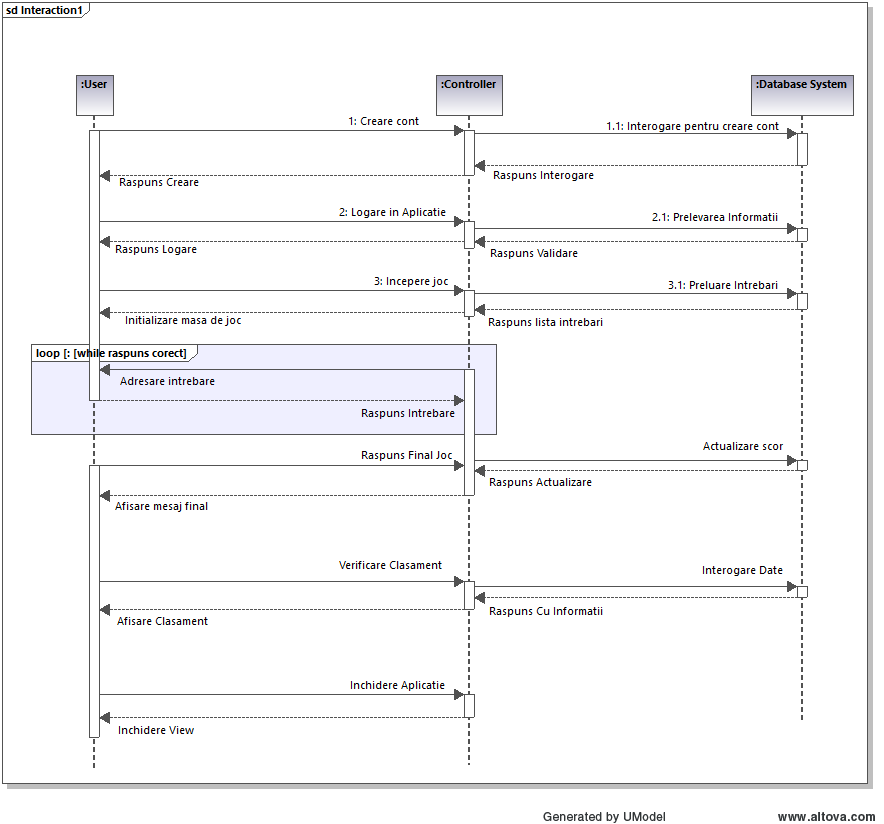 sd Interaction1
:User
:Controller
:Database System
1: Creare cont
1.1: Interogare pentru creare cont
Raspuns Interogare
Raspuns Creare
2: Logare in Aplicatie
2.1: Prelevarea Informatii
Raspuns Logare
Raspuns Validare
3: Incepere joc
3.1: Preluare Intrebari
Initializare masa de joc
Raspuns lista intrebari
loop [: [while raspuns corect]
Adresare intrebare
Raspuns Intrebare
Actualizare scor
Raspuns Final Joc
Raspuns Actualizare
Afisare mesaj final
Verificare Clasament
Interogare Date
Raspuns Cu Informatii
Afisare Clasament
Inchidere Aplicatie
Inchidere View
Generated by UModel
www.altova.com